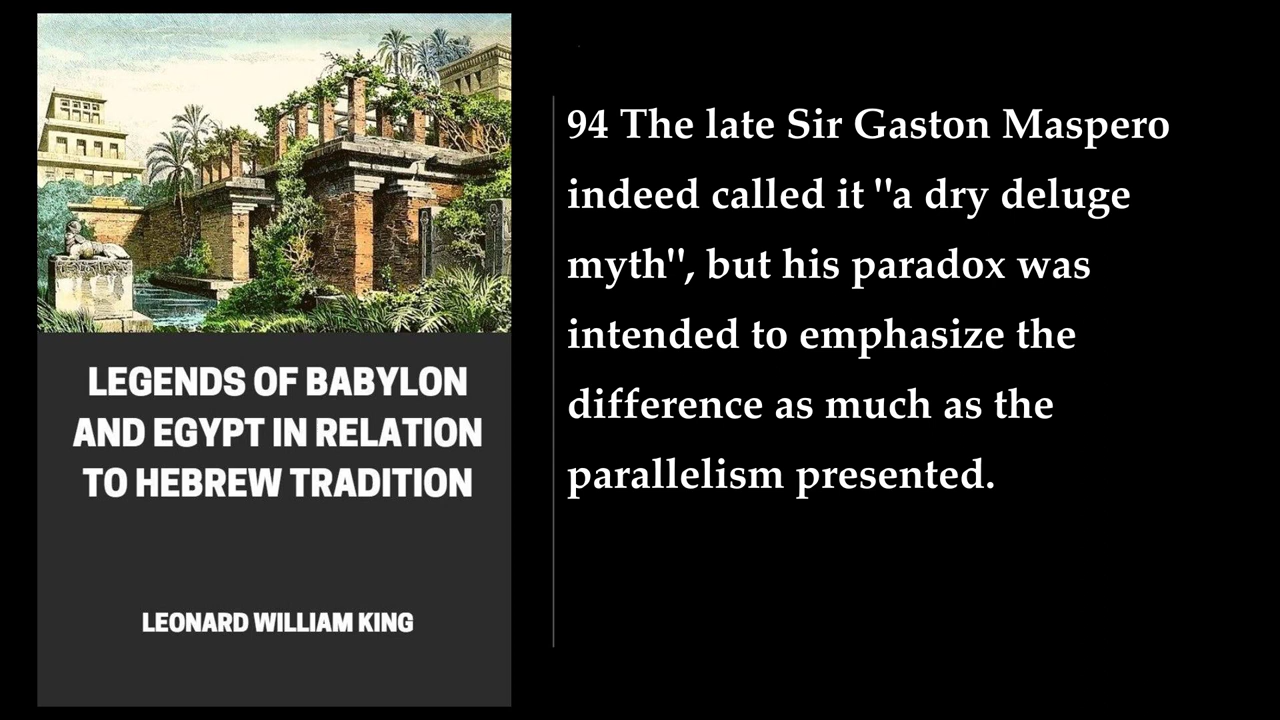 LEGENDS OF BABYLON
AND EGYPT IN RELATION
TO HEBREW TRADITION
LEONARD WILLIAM KING
94 The late Sir Gaston Maspero
indeed called it "a dry deluge
myth", but his paradox was
intended to emphasize the
difference as much as the
parallelism presented.